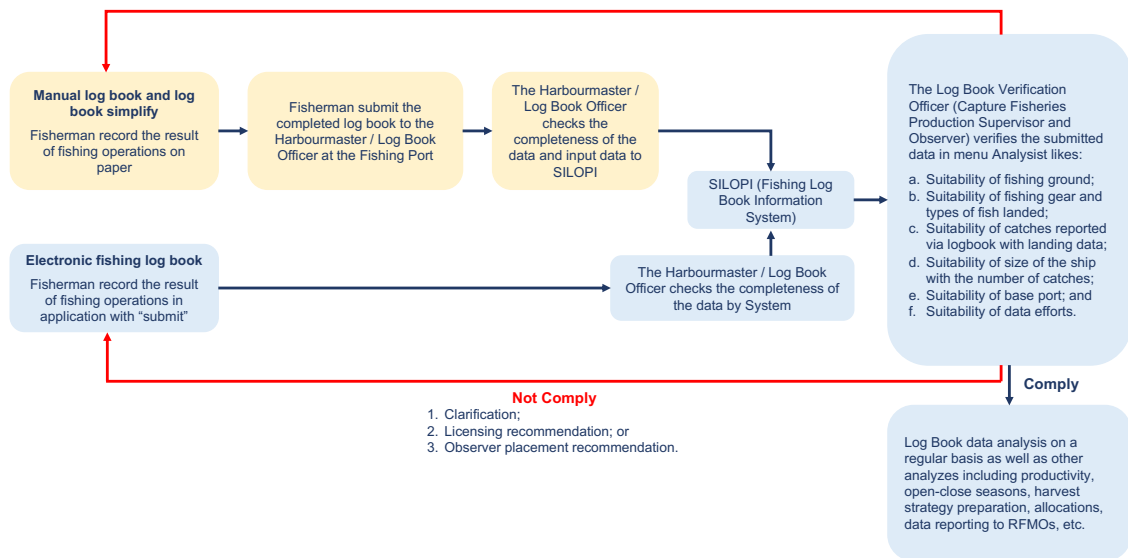 Manual log book and log
book simplify
Fisherman record the result
of fishing operations on
paper
Fisherman submit the
completed log book to the
Harbourmaster / Log Book
Officer at the Fishing Port
The Harbourmaster /
Log Book Officer
checks the
completeness of the
data and input data to
SILOPI
SILOPI (Fishing Log
Book Information
System)
Electronic fishing log book
Fisherman record the result
of fishing operations in
application with “submit”
The Harbourmaster / Log Book
Officer checks the completeness
of the data by System
The Log Book Verification
Officer (Capture Fisheries
Production Supervisor and
Observer) verifies the submitted
data in menu Analysist likes:
a. Suitability of fishing ground;
b. Suitability of fishing gear and
types of fish landed;
c. Suitability of catches reported
via logbook with landing data;
d. Suitability of size of the ship
with the number of catches;
e. Suitability of base port; and
f. Suitability of data efforts.
Not Comply
1. Clarification;
2. Licensing recommendation; or
3. Observer placement recommendation.
Comply
Log Book data analysis on a
regular basis as well as other
analyzes including productivity,
open-close seasons, harvest
strategy preparation, allocations,
data reporting to RFMOs, etc.